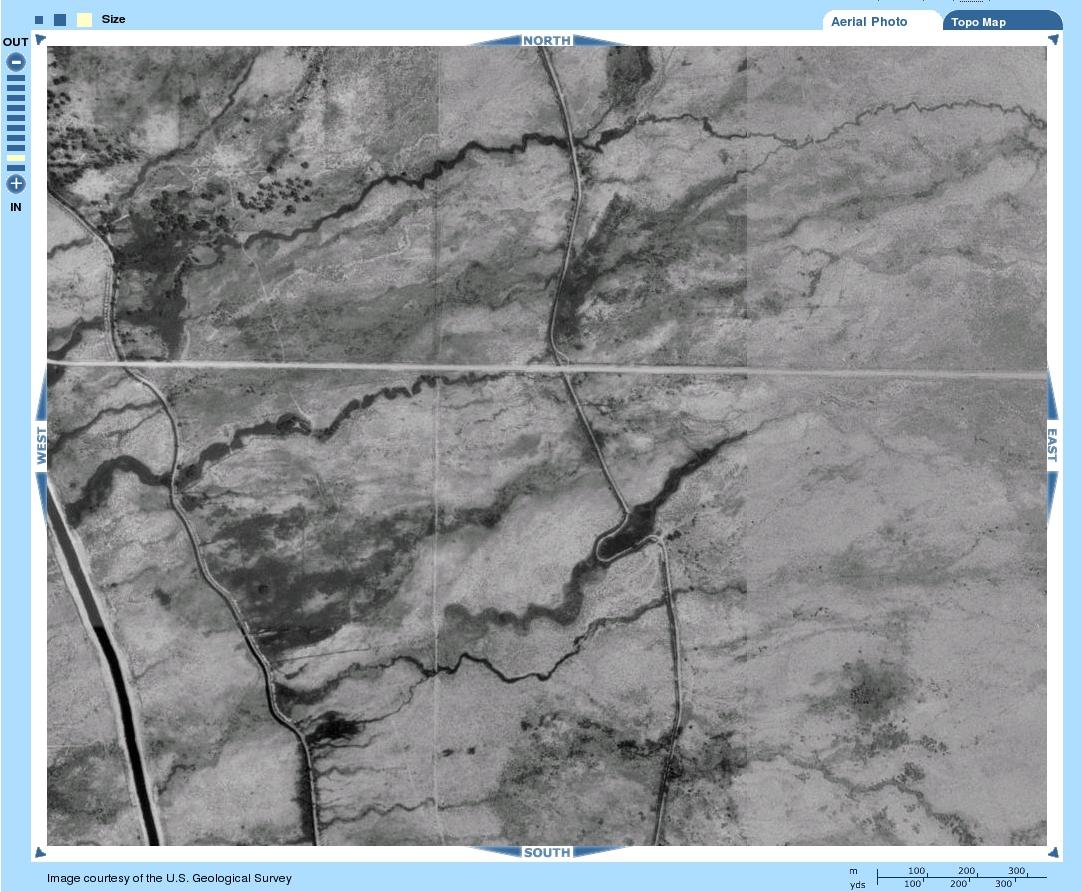 Size
Aerial Photo
Topo Map
OUT
NORTH
IN
WEST
EAST
SOUTH
Image courtesy of the U.S. Geological Survey
m 100 200 300
yds 100 200 300